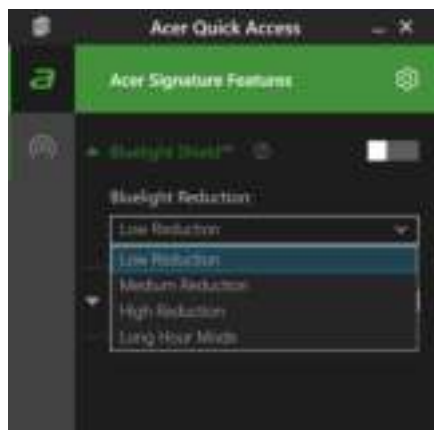 Acer Quick Access
Acer Signature Features
Bluelight Shield™
Bluelight Reduction:
Low Reduction
Low Reduction
Medium Reduction
High Reduction
Long Hour Mode